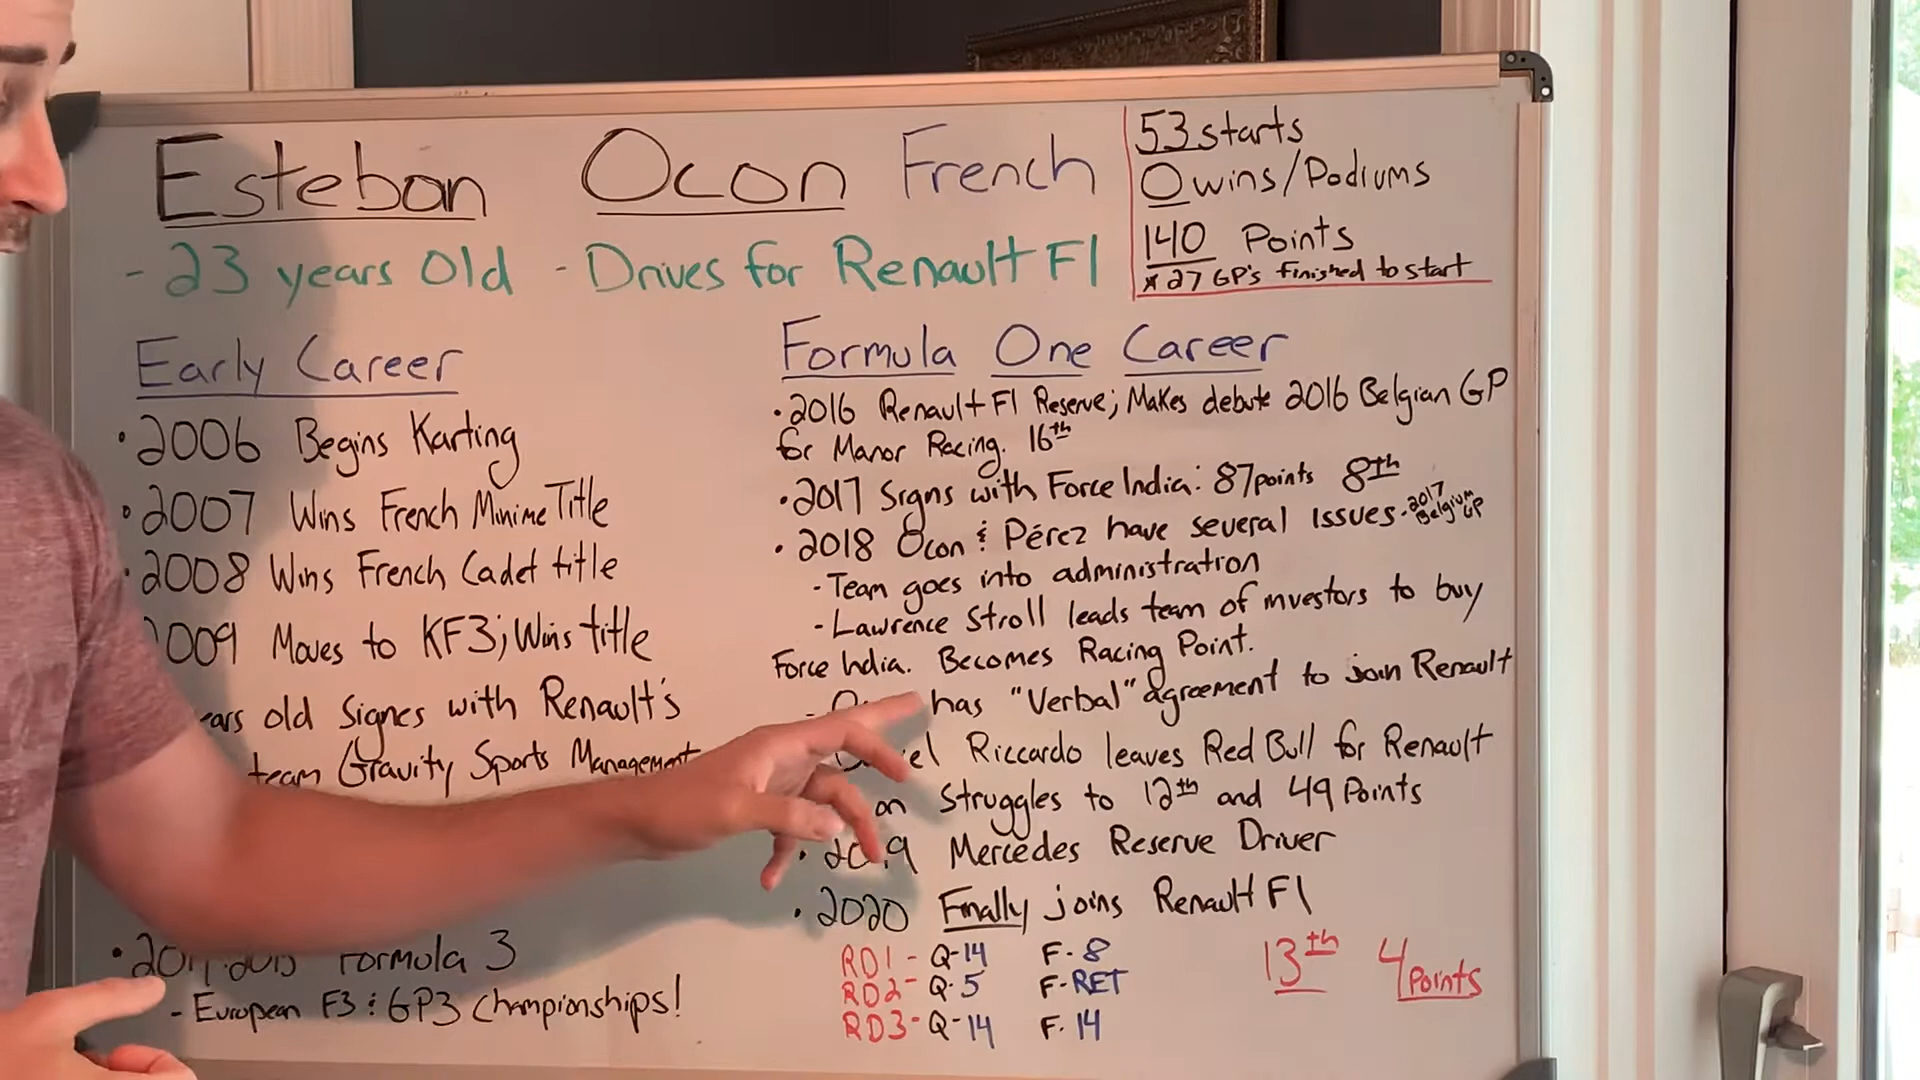 Esteban Ocon French
53 starts
0 wins/Podiums
140 Points
* 27 GP's finished to start
- 23 years Old - Drives for Renault F1
Early Career
• 2006 Begins Karting
• 2007 Wins French Minime Title
• 2008 Wins French Cadet title
2009 Moves to KF3; Wins title
ears old Signes with Renault's
team Gravity Sports Management
Formula 3
- European F3 & GP3 Championships!
Formula One Career
• 2016 Renault F1 Reserve; Makes debute 2016 Belgian GP
for Manor Racing. 16th
• 2017 Signs with Force India: 87 points 8th
• 2018 Ocon & Pérez have several issues - 2017 Belgium GP
- Team goes into administration
- Lawrence Stroll leads team of investors to buy
Force India. Becomes Racing Point.
has "Verbal" agreement to join Renault
el Riccardo leaves Red Bull for Renault
on Struggles to 12th and 49 Points
• 2019 Mercedes Reserve Driver
• 2020 Finally joins Renault F1
RD1 - Q-14 F-8
RD2 - Q-5 F-RET
RD3 - Q-14 F-14
13th 4 Points